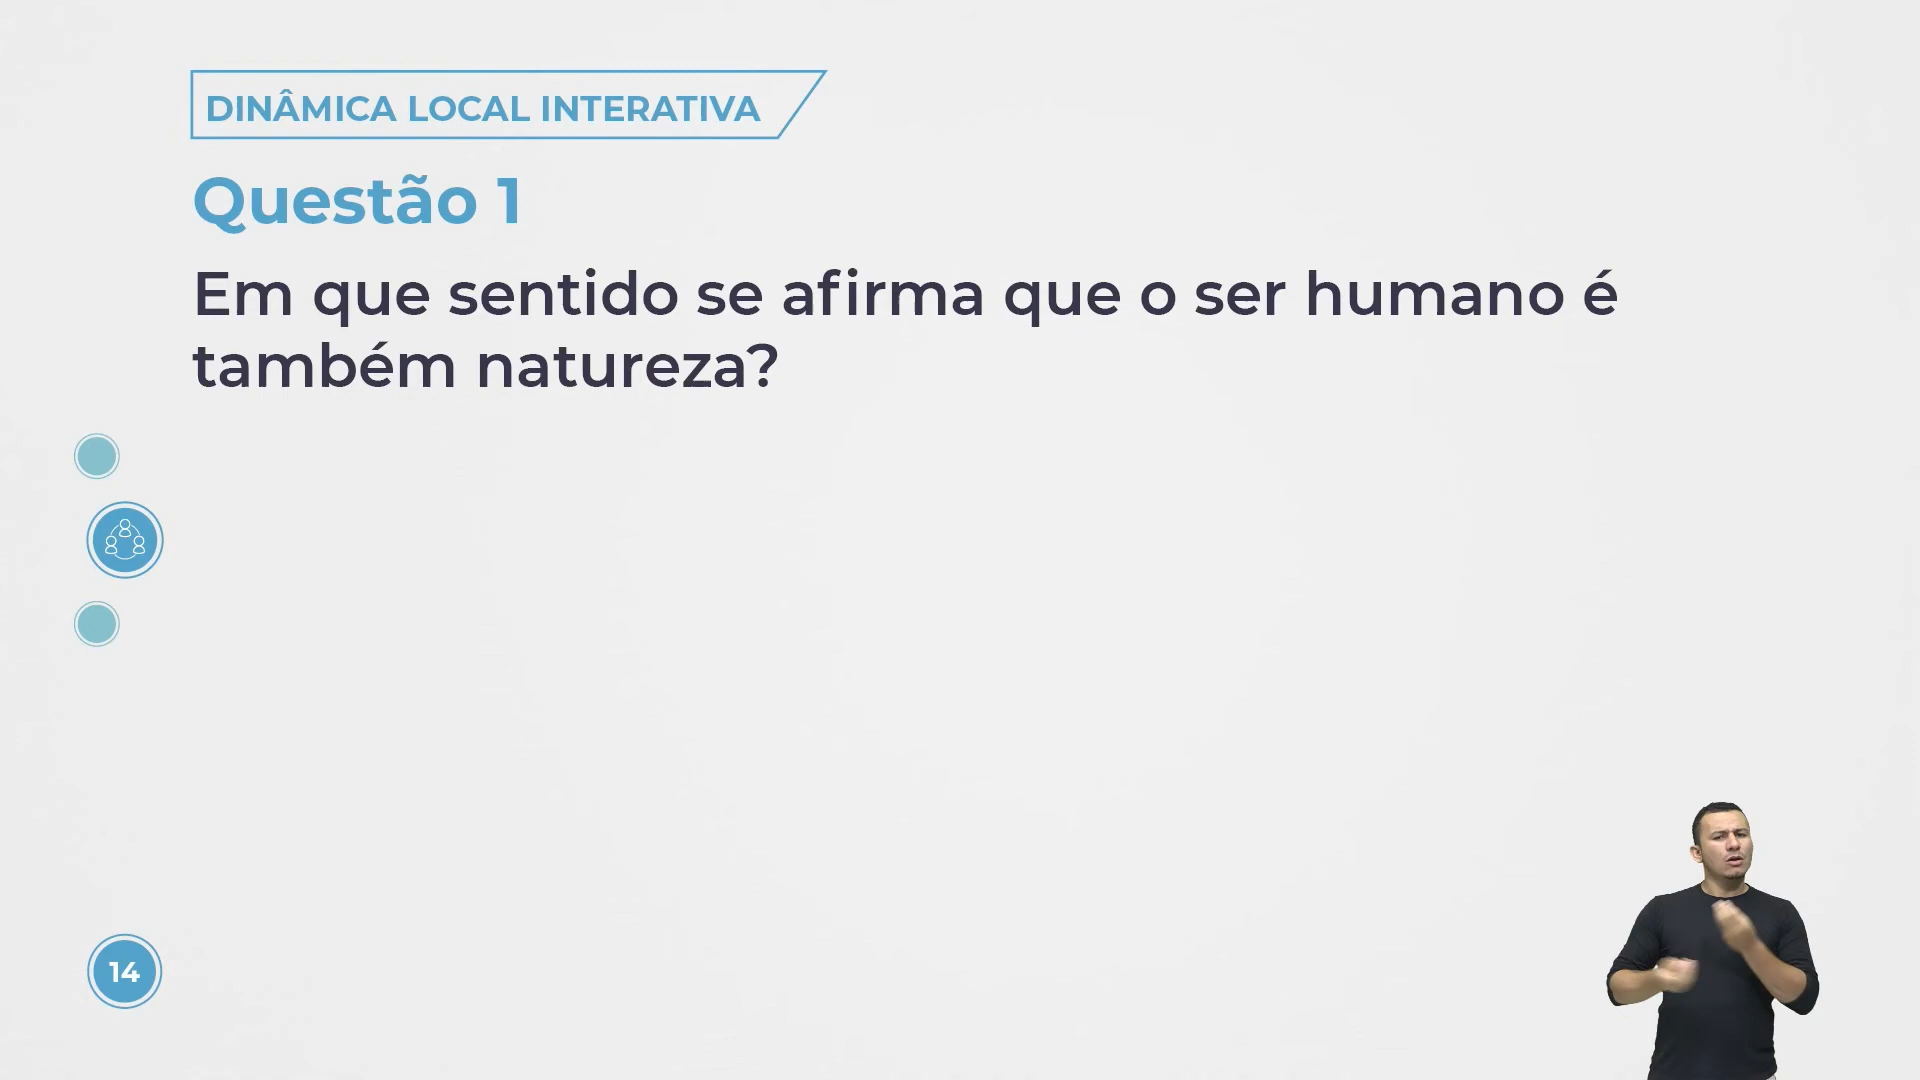 DINÂMICA LOCAL INTERATIVA
Questão 1
Em que sentido se afirma que o ser humano é
também natureza?
14